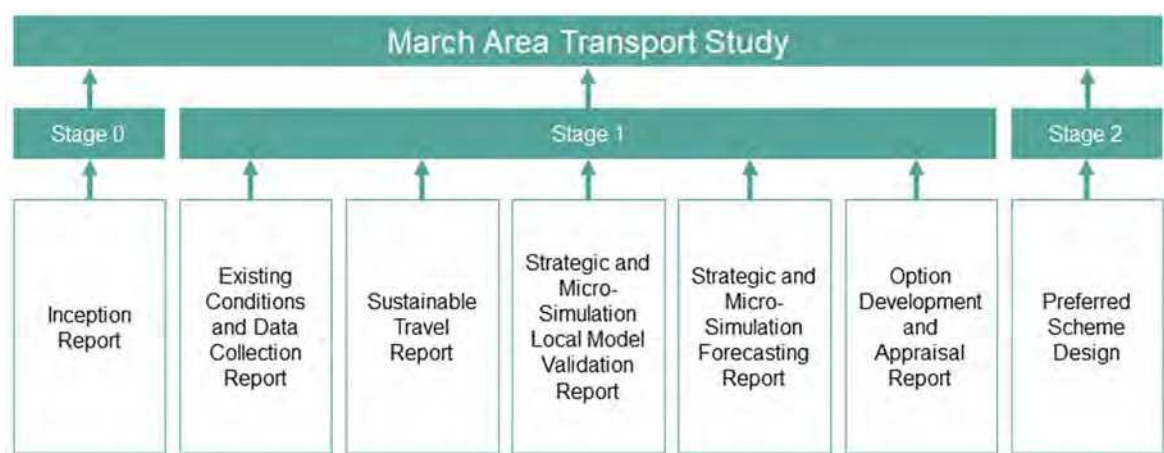 March Area Transport Study
Stage 0
Stage 1
Stage 2
Inception
Report
Existing
Conditions
and Data
Collection
Report
Sustainable
Travel
Report
Strategic and
Micro-
Simulation
Local Model
Validation
Report
Strategic and
Micro-
Simulation
Forecasting
Report
Option
Development
and
Appraisal
Report
Preferred
Scheme
Design